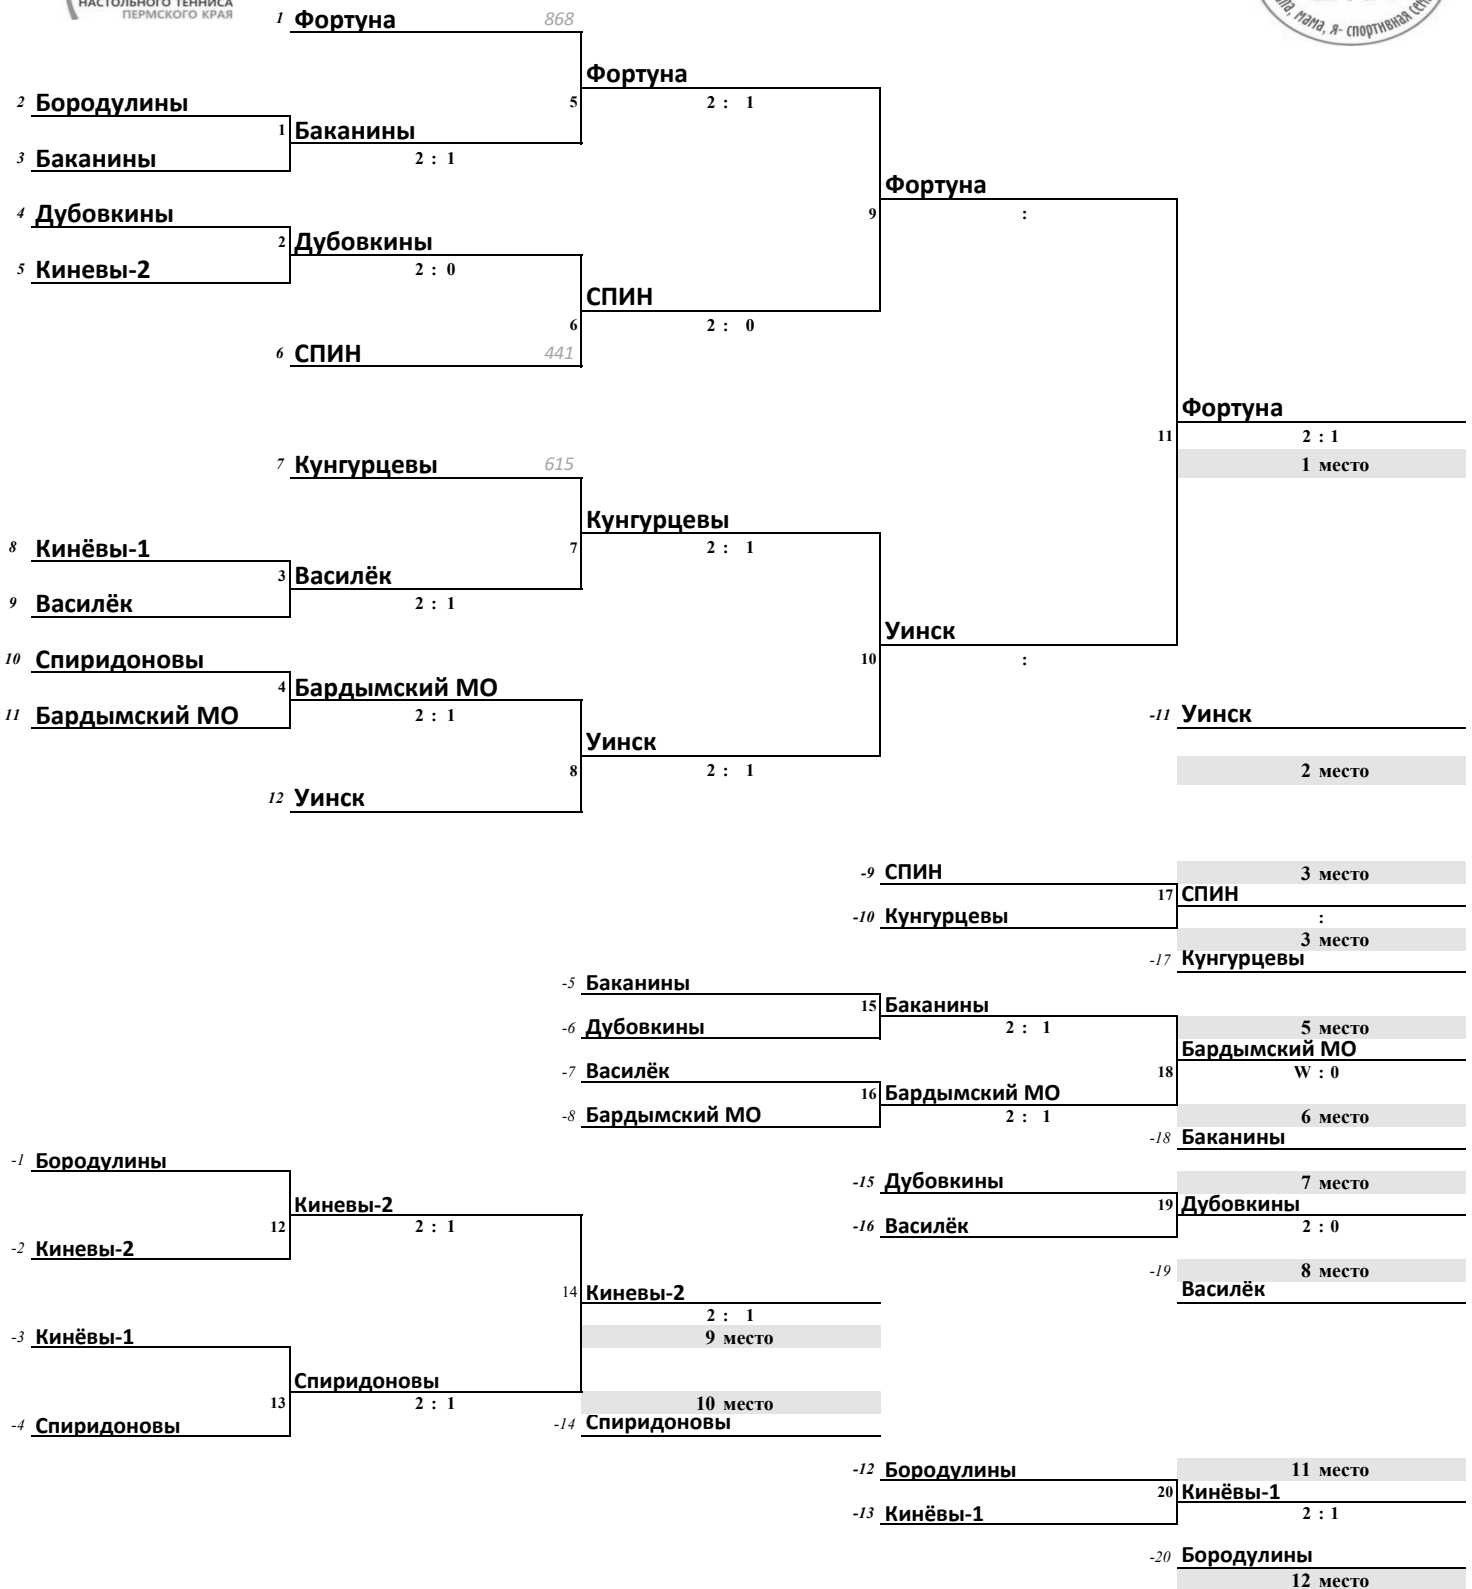 НАСТОЛЬНОГО ТЕННИСА
ПЕРМСКОГО КРАЯ
мама, я- спортивная
1 Фортуна 868
Фортуна
2 Бородулины
5
2 : 1
1 Баканины
3 Баканины
2 : 1
Фортуна
4 Дубовкины
9
:
2 Дубовкины
5 Киневы-2
2 : 0
СПИН
6
2 : 0
6 СПИН 441
Фортуна
11
2 : 1
7 Кунгурцевы 615
1 место
Кунгурцевы
8 Кинёвы-1
7
2 : 1
3 Василёк
9 Василёк
2 : 1
Уинск
10 Спиридоновы
10
:
4 Бардымский МО
11 Бардымский МО
2 : 1
-11 Уинск
Уинск
8
2 : 1
2 место
12 Уинск
-9 СПИН
3 место
17 СПИН
-10 Кунгурцевы
:
3 место
-17 Кунгурцевы
-5 Баканины
15 Баканины
-6 Дубовкины
2 : 1
5 место
Бардымский МО
-7 Василёк
18
W : 0
16 Бардымский МО
-8 Бардымский МО
2 : 1
6 место
-18 Баканины
-1 Бородулины
-15 Дубовкины
7 место
Киневы-2
19 Дубовкины
12
2 : 1
-16 Василёк
2 : 0
-2 Киневы-2
-19
8 место
Василёк
14 Киневы-2
2 : 1
-3 Кинёвы-1
9 место
Спиридоновы
13
2 : 1
10 место
-4 Спиридоновы
-14 Спиридоновы
-12 Бородулины
11 место
20 Кинёвы-1
-13 Кинёвы-1
2 : 1
-20 Бородулины
12 место